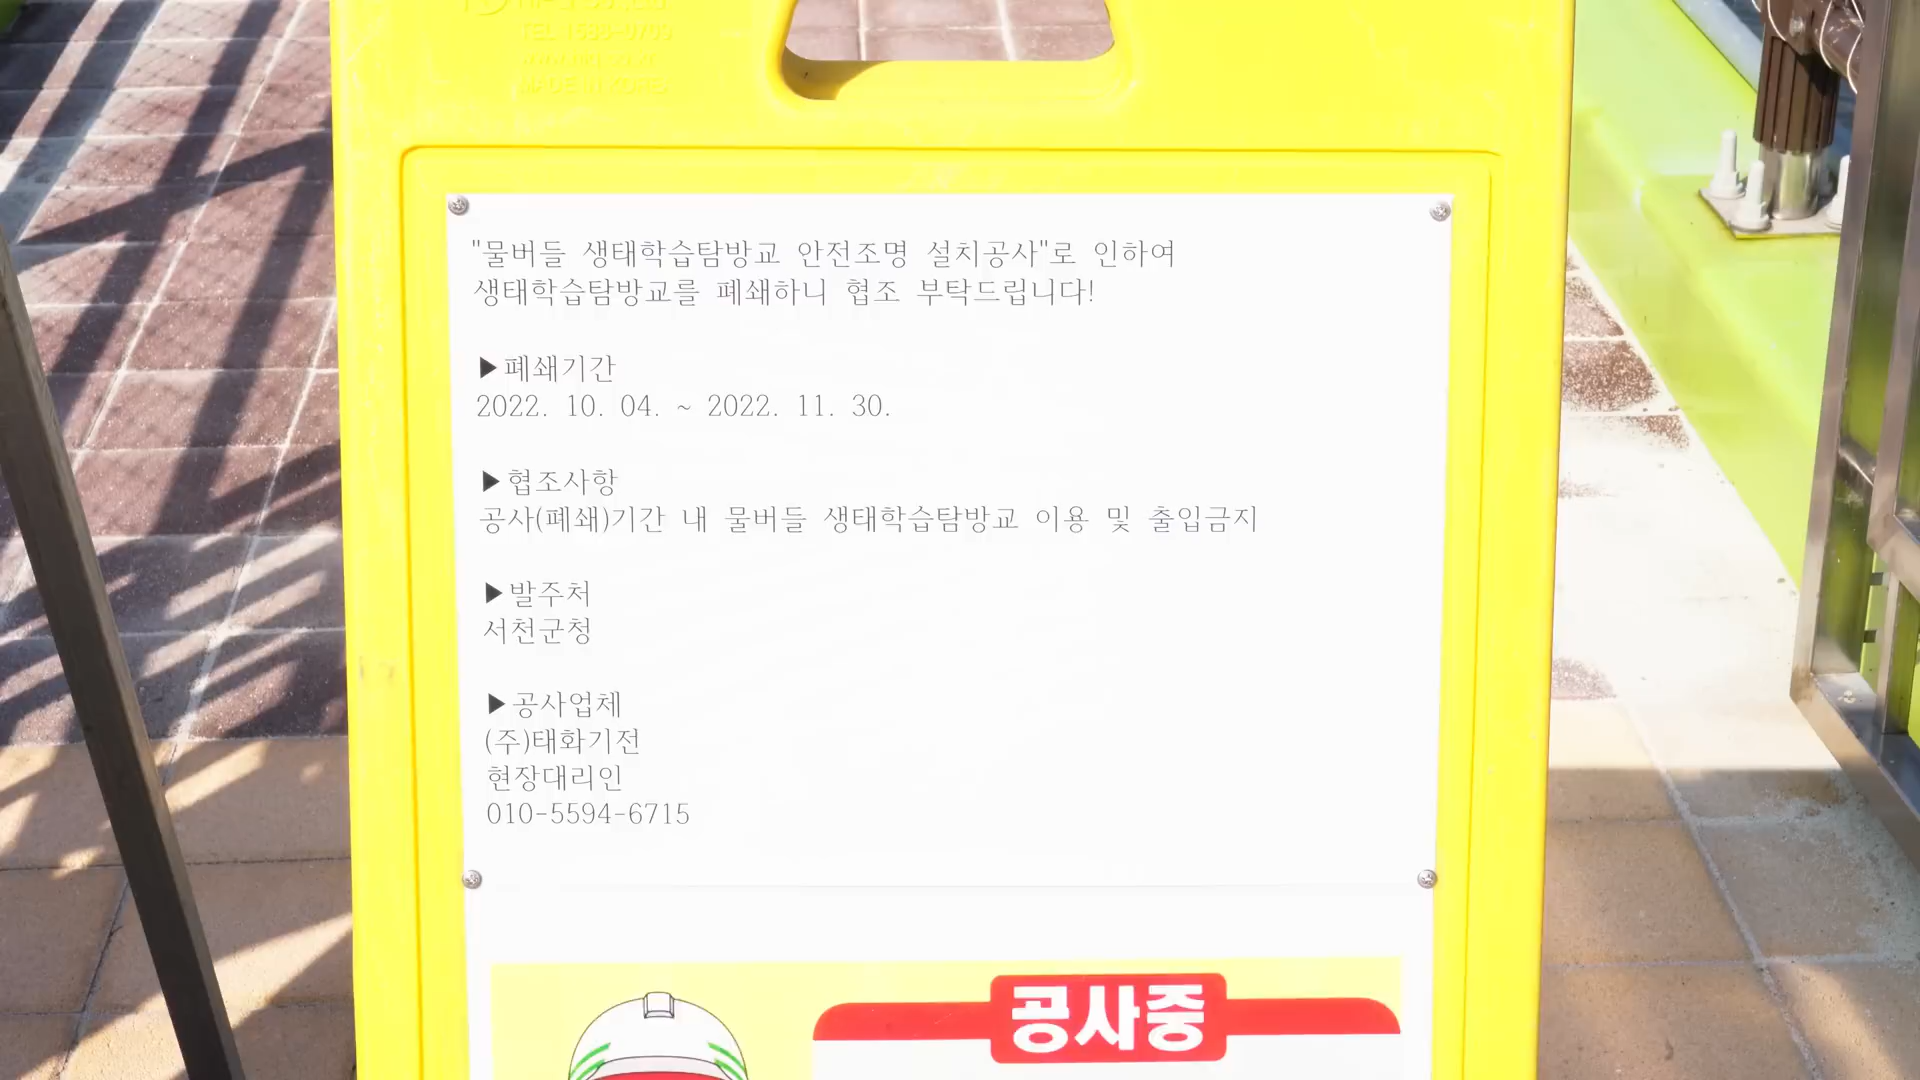 MADE IN KOREA
"물버들 생태학습탐방교 안전조명 설치공사"로 인하여
생태학습탐방교를 폐쇄하니 협조 부탁드립니다!
▶폐쇄기간
2022. 10. 04. ~ 2022. 11. 30.
▶협조사항
공사(폐쇄)기간 내 물버들 생태학습탐방교 이용 및 출입금지
▶발주처
서천군청
▶공사업체
(주)태화기전
현장대리인
010-5594-6715
공사중